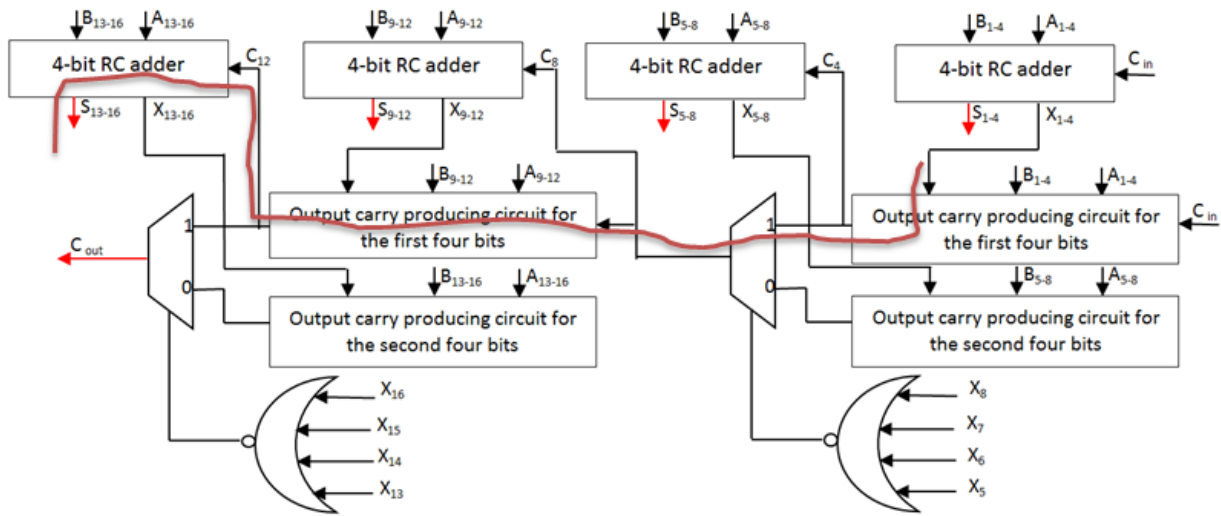 B13-16 A13-16 B9-12 A9-12 B5-8 A5-8 B1-4 A1-4
4-bit RC adder C12 4-bit RC adder C8 4-bit RC adder C4 4-bit RC adder C in
S13-16 X13-16 S9-12 X9-12 S5-8 X5-8 S1-4 X1-4
B9-12 A9-12 B1-4 A1-4
1 Output carry producing circuit for
the first four bits
1 Output carry producing circuit for
the first four bits
C in
C out
B13-16 A13-16 B5-8 A5-8
0 Output carry producing circuit for
the second four bits
0 Output carry producing circuit for
the second four bits
X16 X8
X15 X7
X14 X6
X13 X5